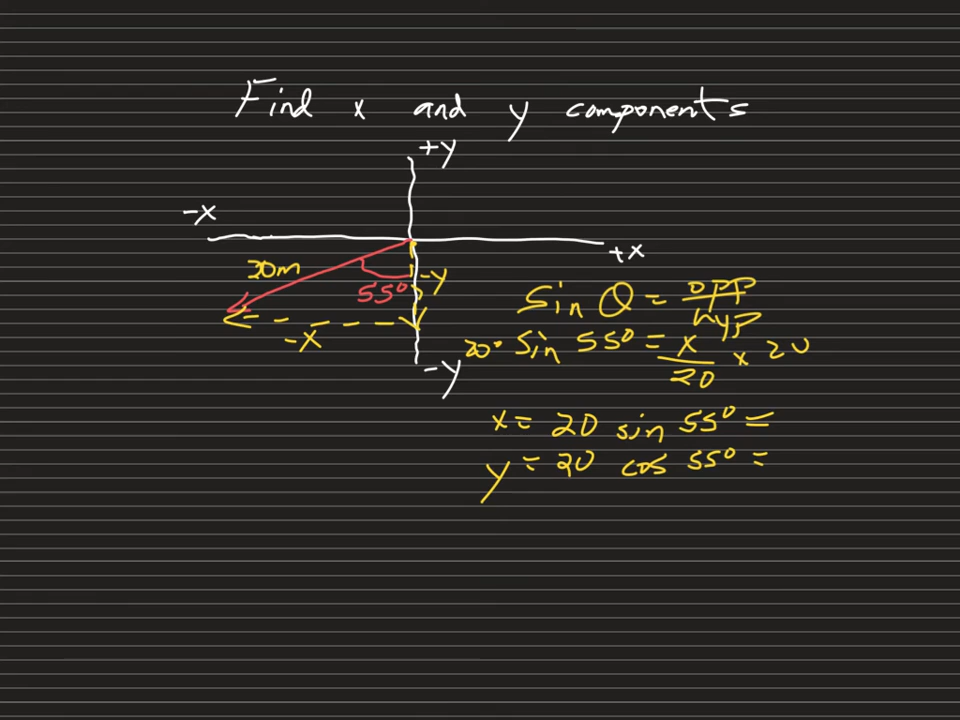 Find x and y components
+y
-x
+x
20m
55°
-y
-x
-y
Sin θ = opp/hyp
20· Sin 55° = x/20 x 20
x = 20 sin 55° =
y = 20 cos 55° =